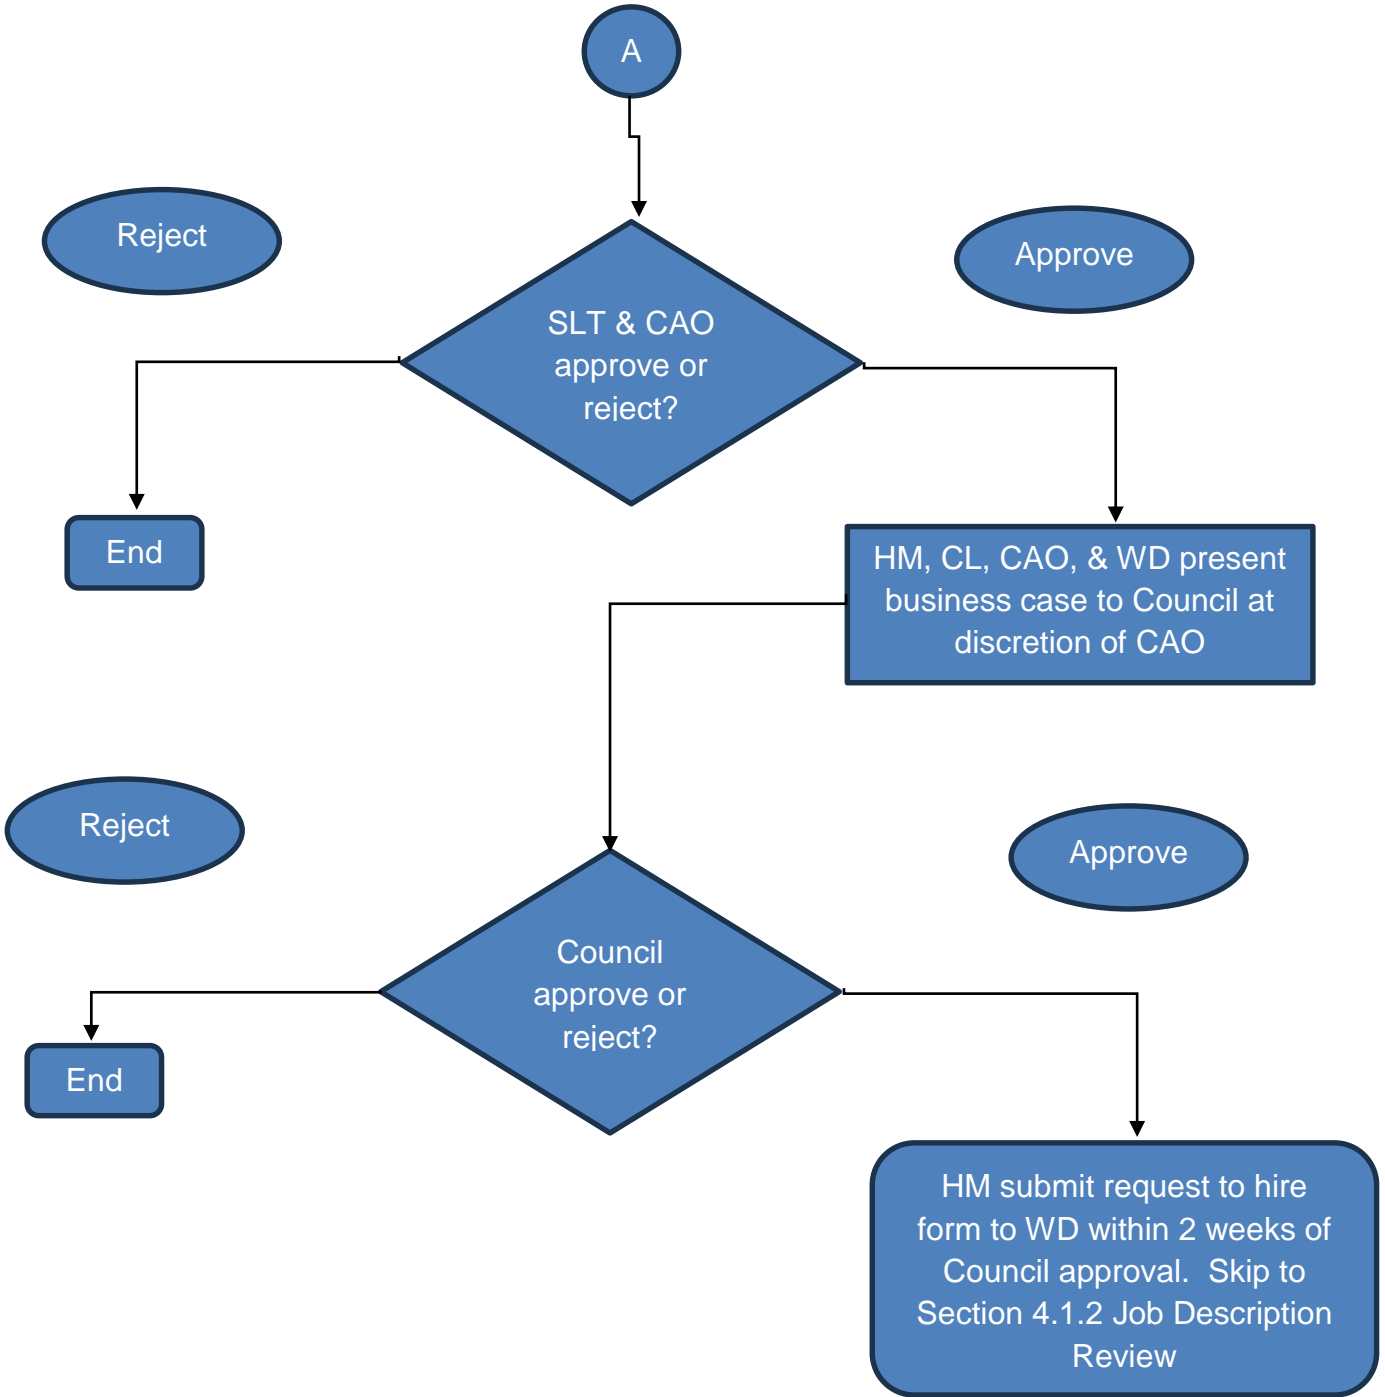 A
Reject
Approve
SLT & CAO
approve or
reject?
End
HM, CL, CAO, & WD present
business case to Council at
discretion of CAO
Reject
Approve
Council
approve or
reject?
End
HM submit request to hire
form to WD within 2 weeks of
Council approval.  Skip to
Section 4.1.2 Job Description
Review